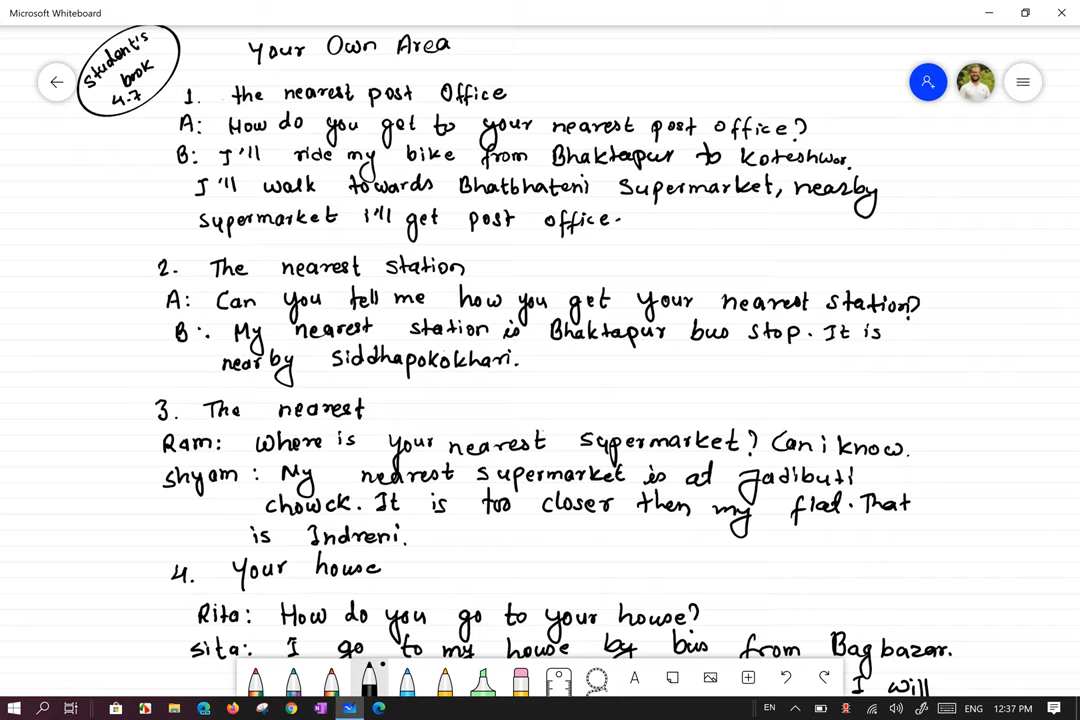 Microsoft Whiteboard
Student's
book
4.7
Your Own Area
1. the nearest post Office
A: How do you get to your nearest post office?
B: I'll ride my bike from Bhaktapur to Koteshwor.
I'll walk towards Bhatbhateni Supermarket, nearby
supermarket i'll get post office.
2. The nearest station
A: Can you tell me how you get your nearest station?
B: My nearest station is Bhaktapur bus stop. It is
nearby Siddhapokokhari.
3. The nearest
Ram: Where is your nearest supermarket? Can i know.
Shyam: My nearest supermarket is at Jadibuti
chowck. It is too closer then my flat. That
is Indreni.
4. Your house
Rita: How do you go to your house?
Sita: I go to my house by bus from Bagbazar.
I will
EN
ENG 12:37 PM